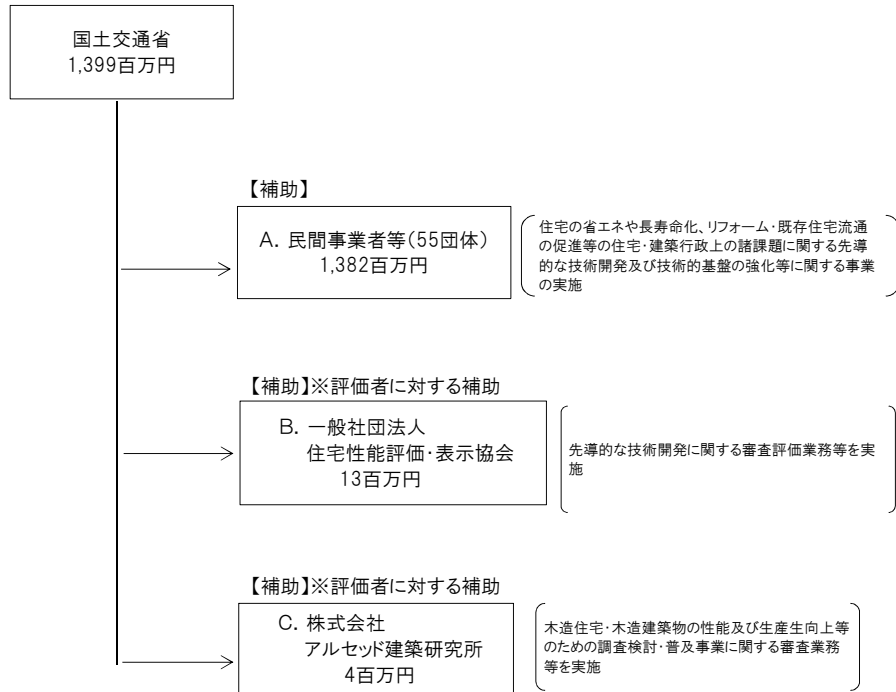 国土交通省
1,399百万円
【補助】
A. 民間事業者等(55団体)
1,382百万円
住宅の省エネや長寿命化、リフォーム・既存住宅流通
の促進等の住宅・建築行政上の諸課題に関する先導
的な技術開発及び技術的基盤の強化等に関する事業
の実施
【補助】※評価者に対する補助
B. 一般社団法人
住宅性能評価・表示協会
13百万円
先導的な技術開発に関する審査評価業務等を実
施
【補助】※評価者に対する補助
C. 株式会社
アルセッド建築研究所
4百万円
木造住宅・木造建築物の性能及び生産生向上等
のための調査検討・普及事業に関する審査業務
等を実施